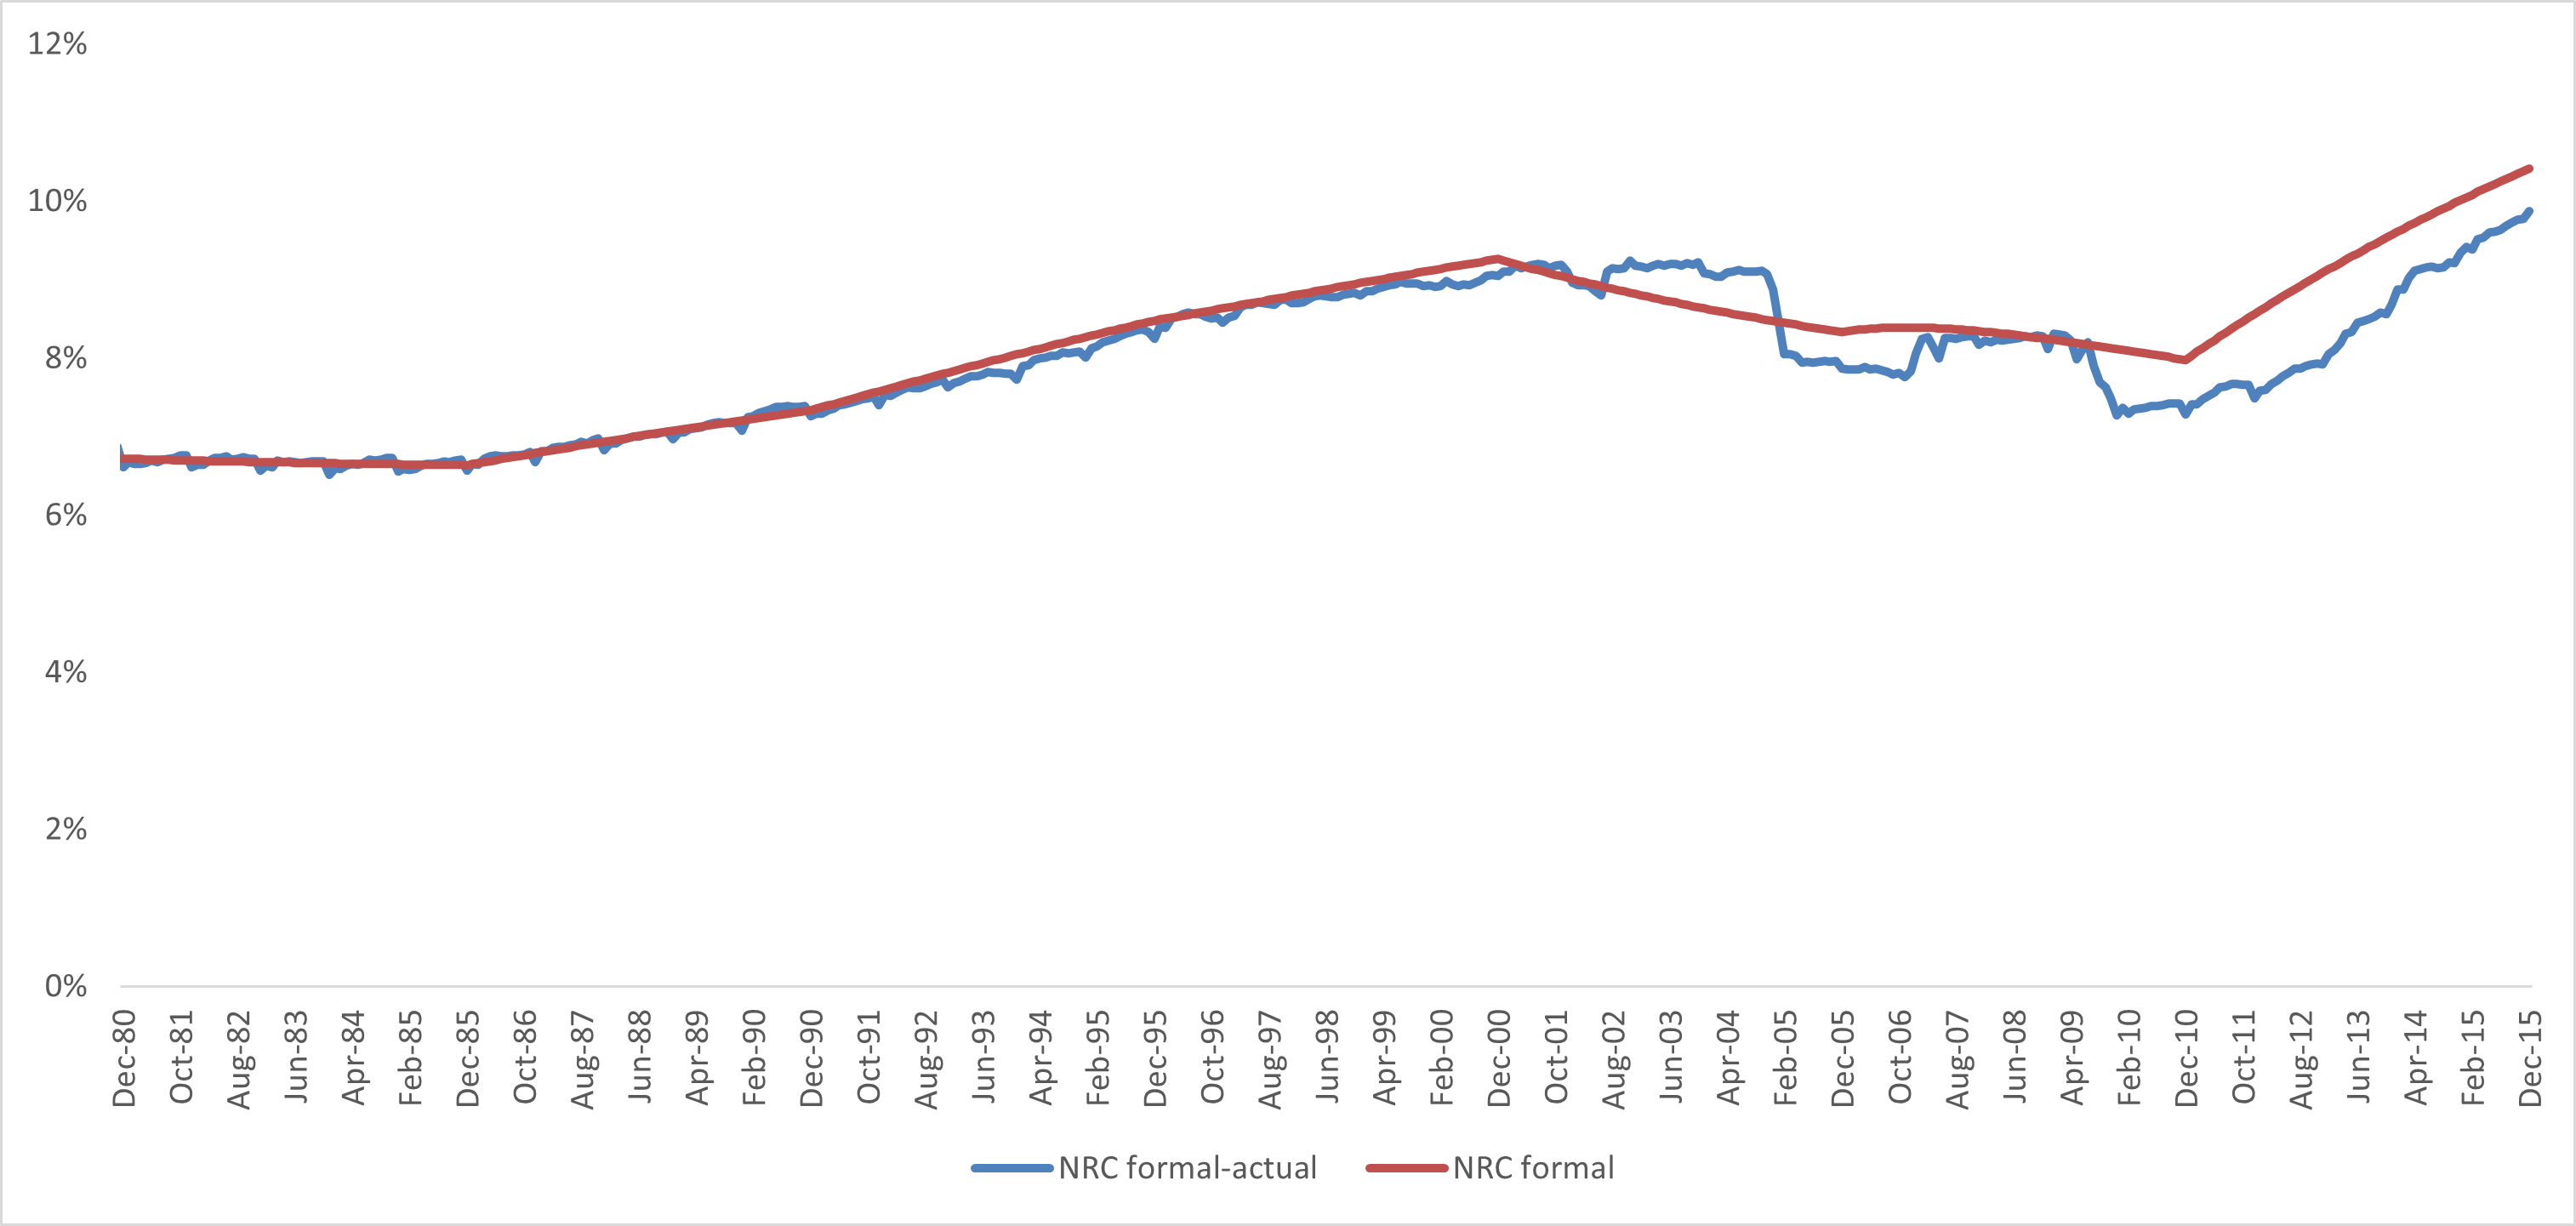 12%
10%
8%
6%
4%
2%
0%
Dec-80
Oct-81
Aug-82
Jun-83
Apr-84
Feb-85
Dec-85
Oct-86
Aug-87
Jun-88
Apr-89
Feb-90
Dec-90
Oct-91
Aug-92
Jun-93
Apr-94
Feb-95
Dec-95
Oct-96
Aug-97
Jun-98
Apr-99
Feb-00
Dec-00
Oct-01
Aug-02
Jun-03
Apr-04
Feb-05
Dec-05
Oct-06
Aug-07
Jun-08
Apr-09
Feb-10
Dec-10
Oct-11
Aug-12
Jun-13
Apr-14
Feb-15
Dec-15
NRC formal-actual
NRC formal